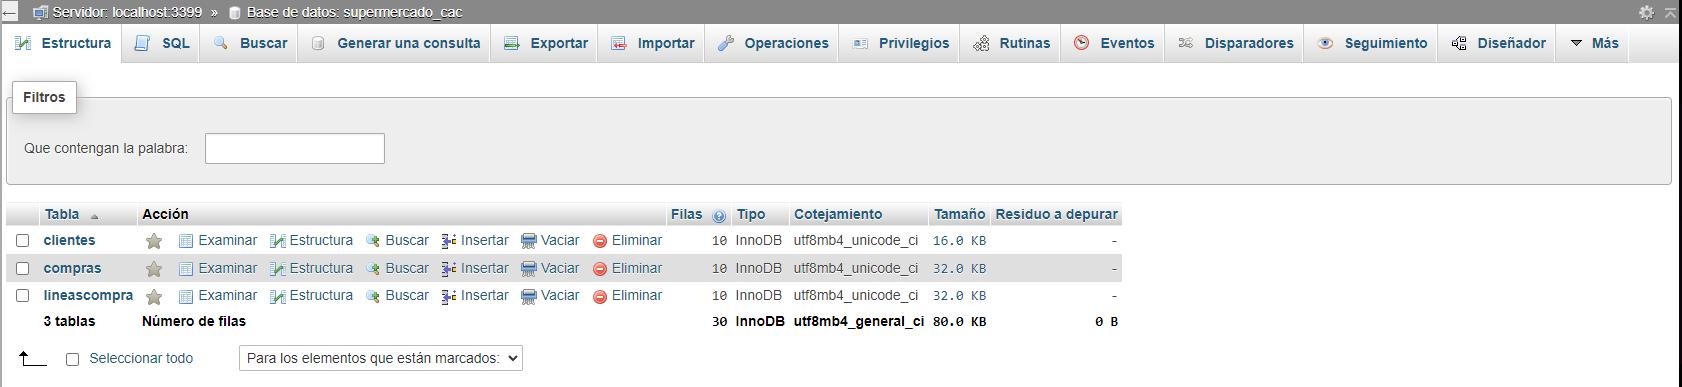 Servidor: localhost:3399 » Base de datos: supermercado_cac
Estructura SQL Buscar Generar una consulta Exportar Importar Operaciones Privilegios Rutinas Eventos Disparadores Seguimiento Diseñador Más
Filtros
Que contengan la palabra:
Tabla Acción Filas Tipo Cotejamiento Tamaño Residuo a depurar
clientes Examinar Estructura Buscar Insertar Vaciar Eliminar 10 InnoDB utf8mb4_unicode_ci 16.0 KB -
compras Examinar Estructura Buscar Insertar Vaciar Eliminar 10 InnoDB utf8mb4_unicode_ci 32.0 KB -
lineascompra Examinar Estructura Buscar Insertar Vaciar Eliminar 10 InnoDB utf8mb4_unicode_ci 32.0 KB -
3 tablas Número de filas 30 InnoDB utf8mb4_general_ci 80.0 KB 0 B
Seleccionar todo Para los elementos que están marcados: